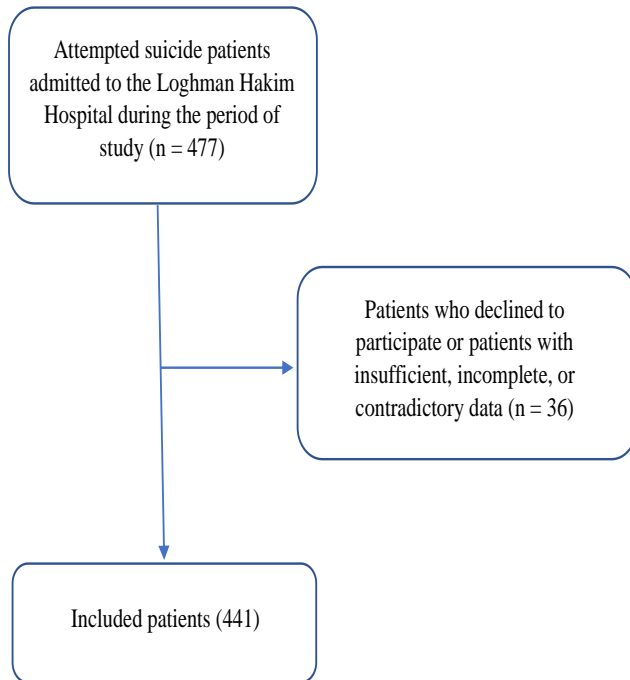 Attempted suicide patients
admitted to the Loghman Hakim
Hospital during the period of
study (n = 477)
Patients who declined to
participate or patients with
insufficient, incomplete, or
contradictory data (n = 36)
Included patients (441)